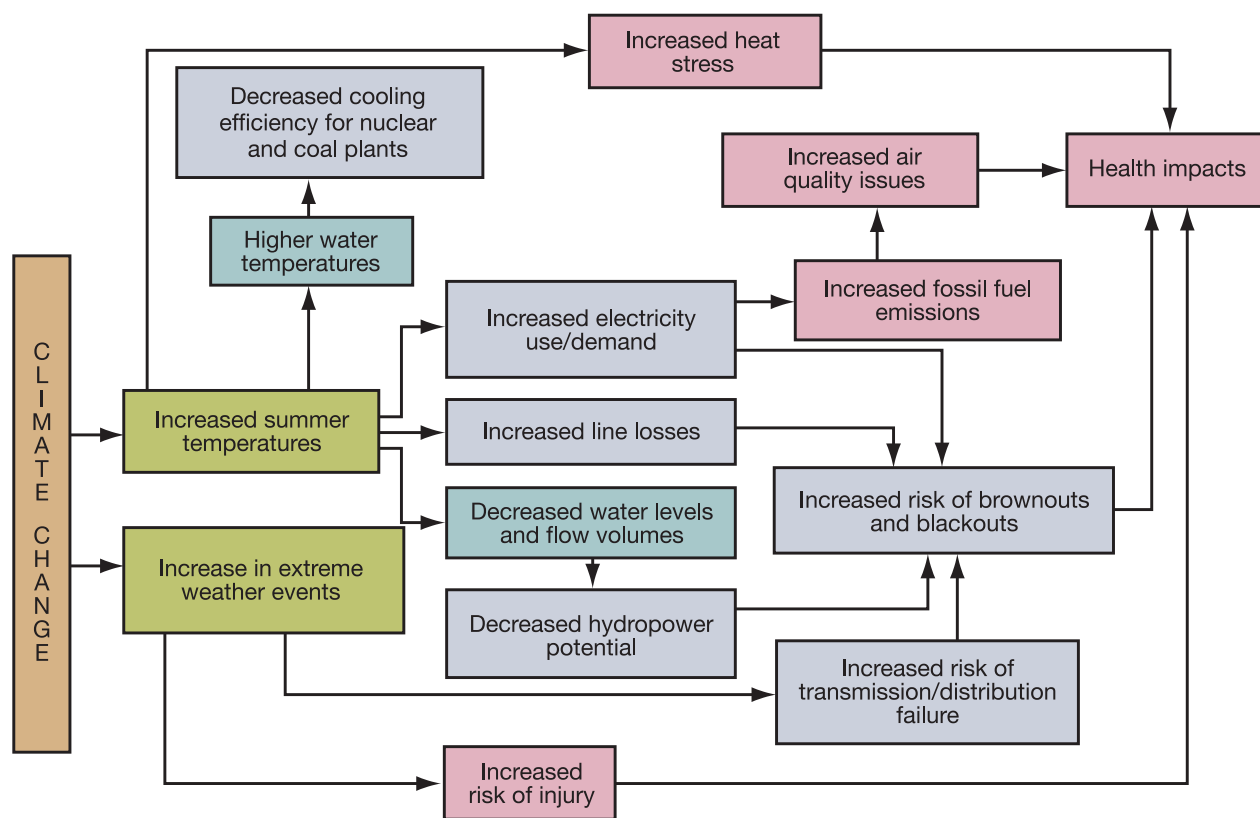 Increased heat
stress
Decreased cooling
efficiency for nuclear
and coal plants
Increased air
quality issues
Health impacts
Higher water
temperatures
Increased fossil fuel
emissions
Increased electricity
use/demand
CLIMATE CHANGE
Increased summer
temperatures
Increased line losses
Decreased water levels
and flow volumes
Increased risk of brownouts
and blackouts
Increase in extreme
weather events
Decreased hydropower
potential
Increased risk of
transmission/distribution
failure
Increased
risk of injury